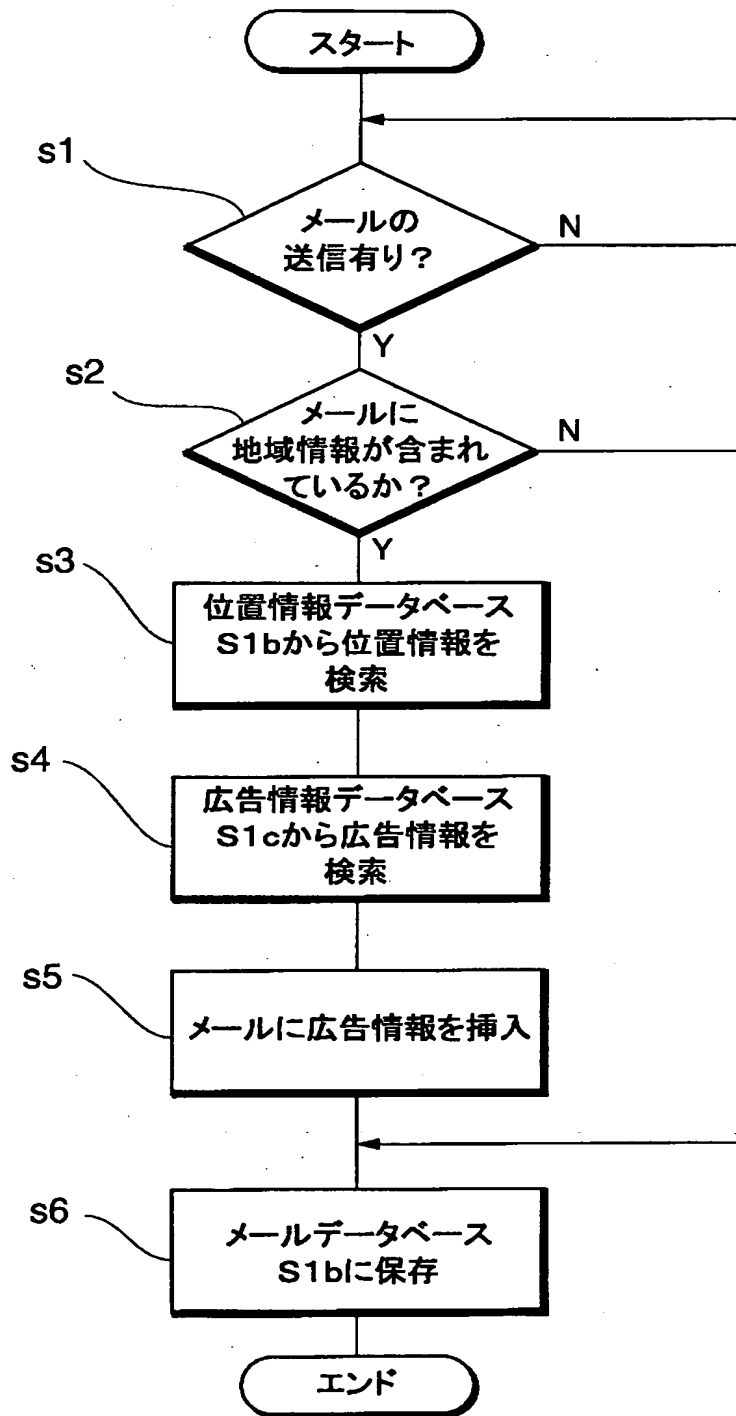 スタート
s1
メールの
送信有り？
N
Y
s2
メールに
地域情報が含まれ
ているか？
N
Y
s3
位置情報データベース
S1bから位置情報を
検索
s4
広告情報データベース
S1cから広告情報を
検索
s5
メールに広告情報を挿入
s6
メールデータベース
S1bに保存
エンド